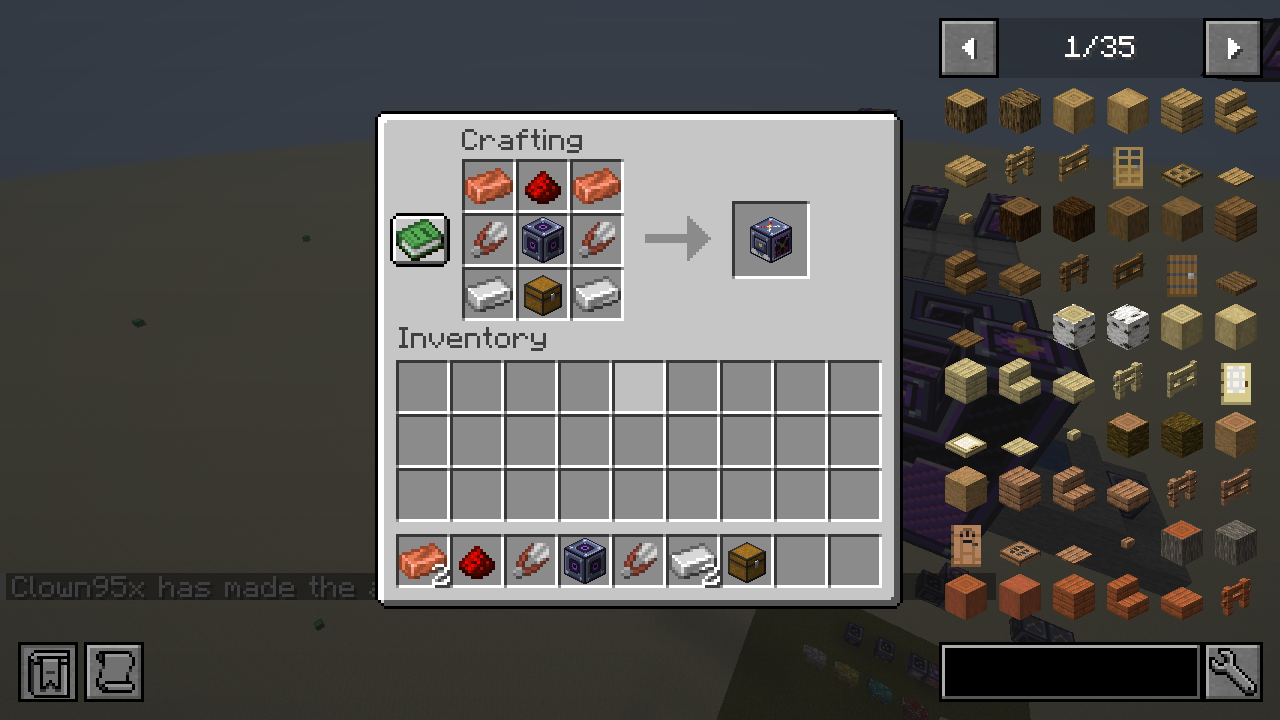 1/35
Crafting
Inventory
2
2
Clown95x has made the